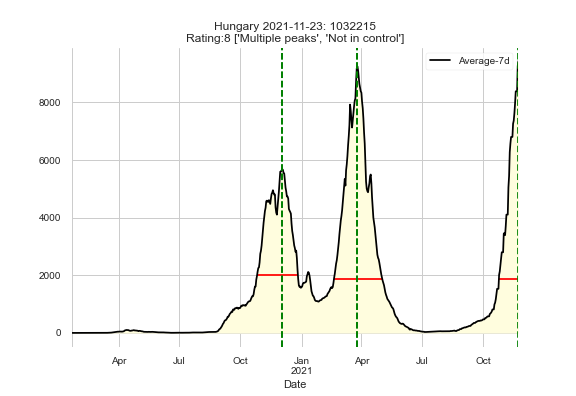 Hungary 2021-11-23: 1032215
Rating:8 ['Multiple peaks', 'Not in control']
Average-7d
8000
6000
4000
2000
0
Apr
Jul
Oct
Jan
2021
Apr
Jul
Oct
Date